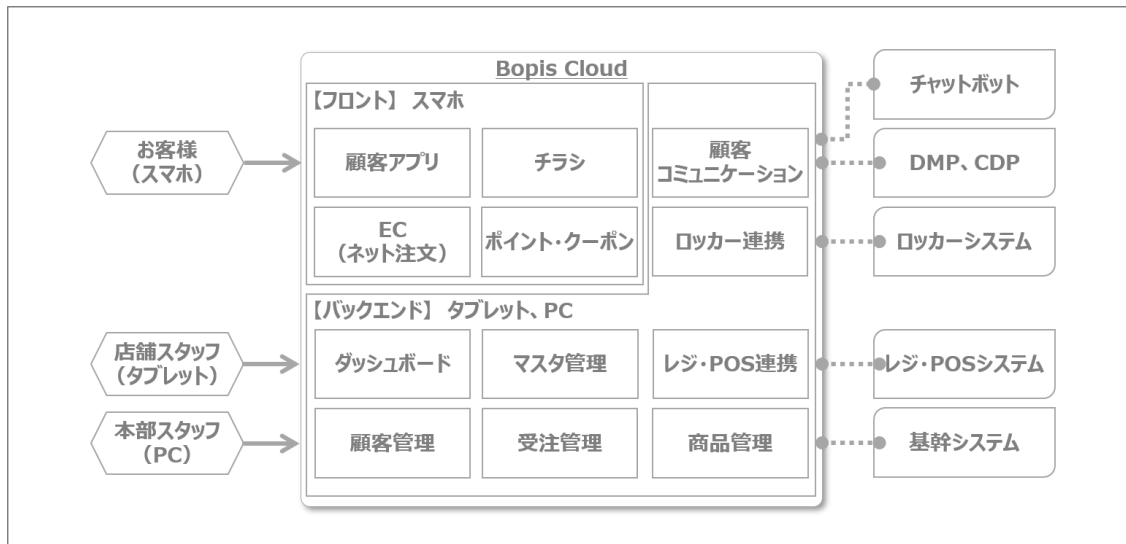 Bopis Cloud
【フロント】 スマホ
お客様
（スマホ）
顧客アプリ
チラシ
顧客
コミュニケーション
EC
（ネット注文）
ポイント・クーポン
ロッカー連携
チャットボット
DMP、CDP
ロッカーシステム
【バックエンド】 タブレット、PC
店舗スタッフ
（タブレット）
ダッシュボード
マスタ管理
レジ・POS連携
レジ・POSシステム
本部スタッフ
（PC）
顧客管理
受注管理
商品管理
基幹システム